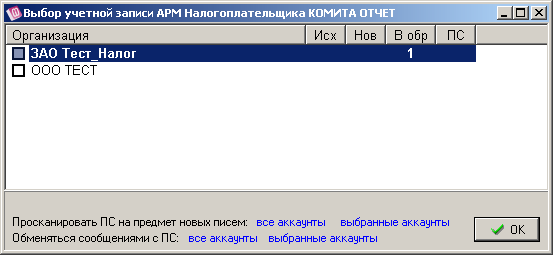 Выбор учетной записи АРМ Налогоплательщика КОМИТА ОТЧЕТ
Организация Исх Нов В обр ПС
ЗАО Тест_Налог 1
ООО ТЕСТ
Просканировать ПС на предмет новых писем: все аккаунты выбранные аккаунты
Обменяться сообщениями с ПС: все аккаунты выбранные аккаунты
OK